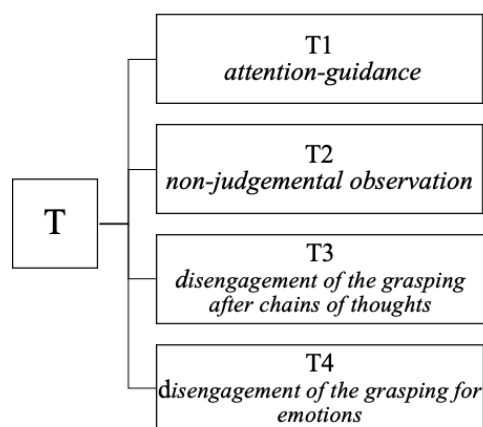 T
T1
attention-guidance
T2
non-judgemental observation
T3
disengagement of the grasping
after chains of thoughts
T4
disengagement of the grasping for
emotions